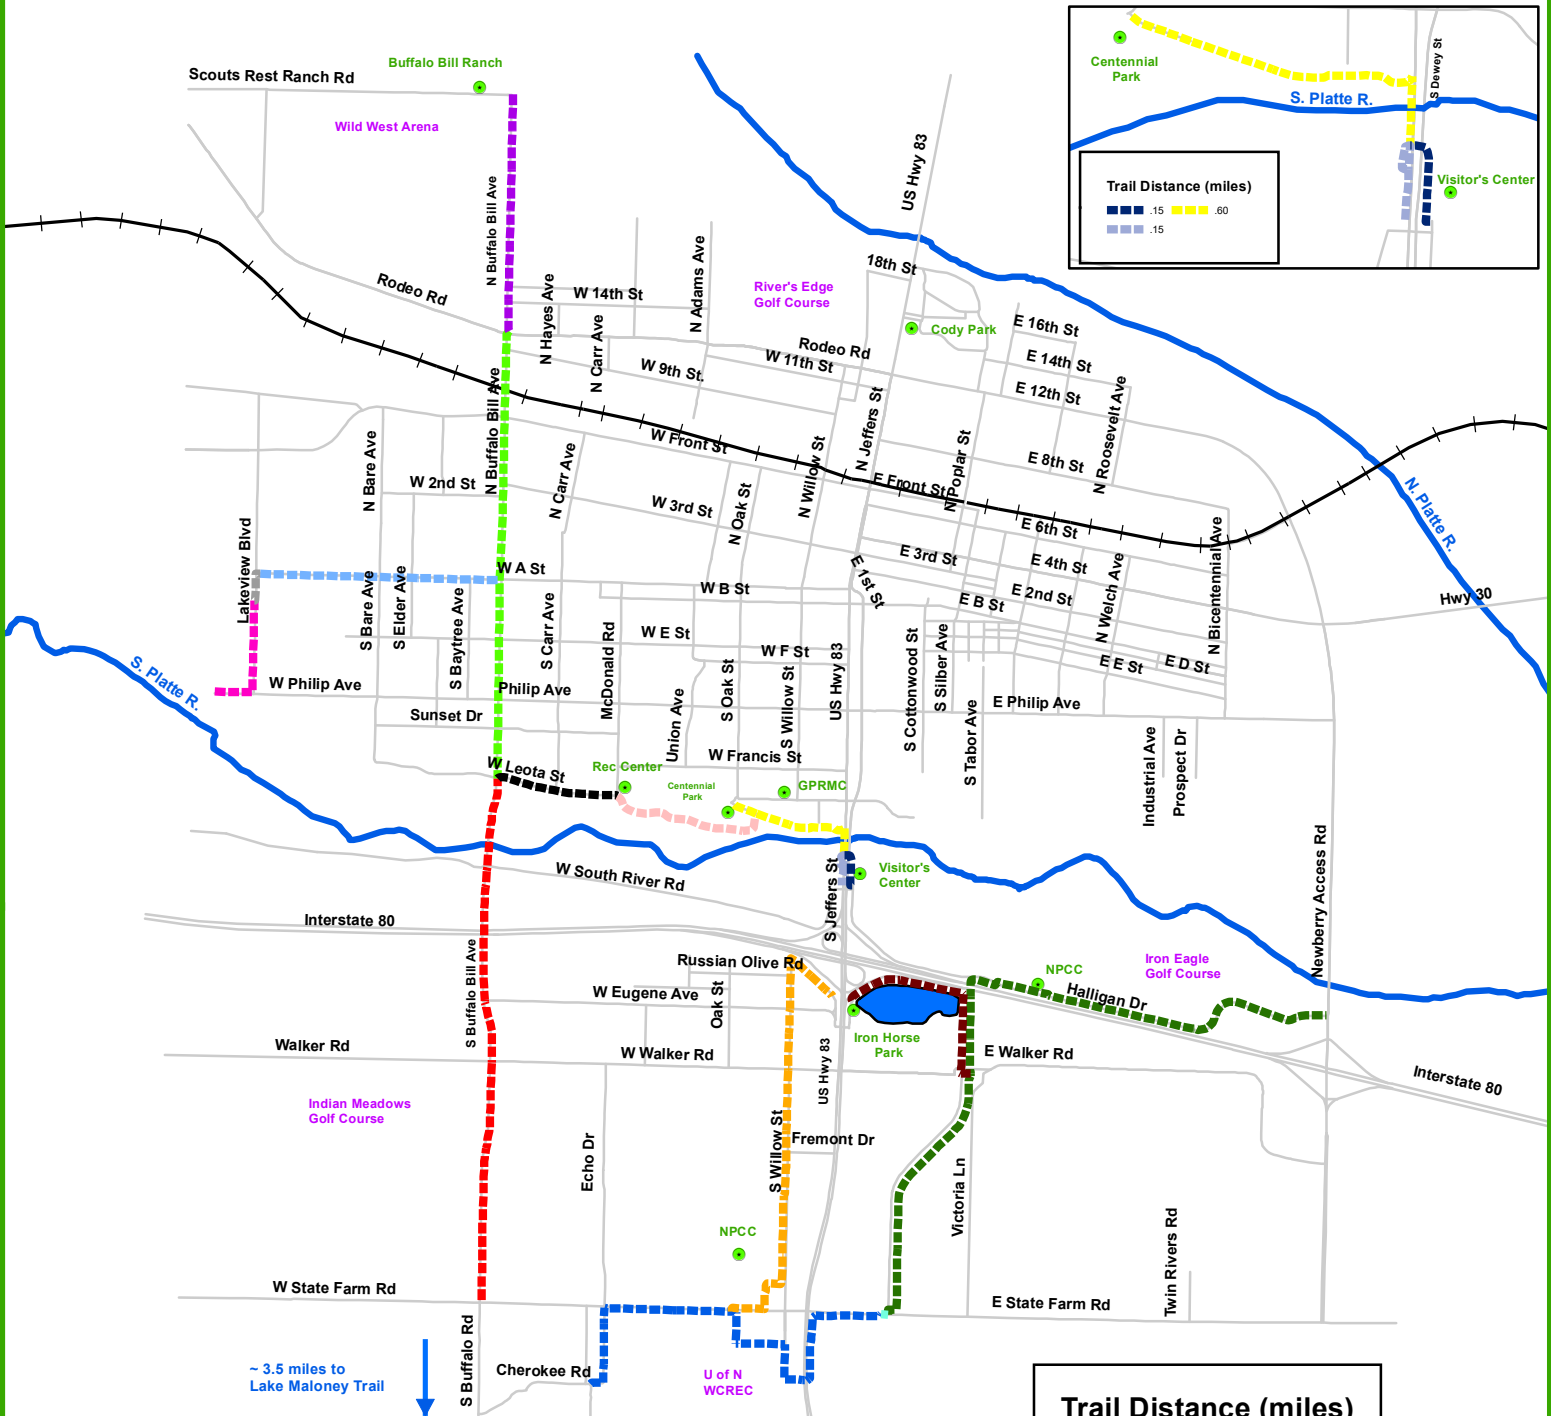 Buffalo Bill Ranch
Scouts Rest Ranch Rd
Wild West Arena
N Buffalo Bill Ave
US Hwy 83
Centennial
Park
S Dewey St
S. Platte R.
Visitor's Center
Trail Distance (miles)
.15
.60
.15
Rodeo Rd
N Hayes Ave
W 14th St
N Adams Ave
N Carr Ave
River's Edge
Golf Course
18th St
Cody Park
E 16th St
Rodeo Rd
W 11th St
W 9th St.
E 14th St
E 12th St
N Buffalo Bill Ave
N Jeffers St
N Roosevelt Ave
W Front St
N Bare Ave
N Carr Ave
N Willow St
N Poplar St
E 8th St
W 2nd St
E Front St
W 3rd St
N Oak St
N. Platte R.
E 6th St
Lakeview Blvd
N Bicentennial Ave
E 3rd St
E 4th St
W A St
W B St
E 1st St
E 2nd St
N Welch Ave
E B St
Hwy 30
S Bare Ave
S Elder Ave
S Baytree Ave
S Carr Ave
McDonald Rd
W E St
W F St
S Cottonwood St
S Silber Ave
E E St
E D St
S. Platte R.
W Philip Ave
Philip Ave
S Oak St
S Willow St
US Hwy 83
E Philip Ave
Sunset Dr
Union Ave
S Tabor Ave
Industrial Ave
Prospect Dr
W Francis St
W Leota St
Rec Center
Centennial
Park
GPRMC
W South River Rd
S Jeffers St
Visitor's
Center
Newberry Access Rd
Interstate 80
S Buffalo Bill Ave
Russian Olive Rd
W Eugene Ave
Oak St
NPCC
Iron Eagle
Golf Course
Halligan Dr
Iron Horse
Park
Walker Rd
W Walker Rd
US Hwy 83
E Walker Rd
Interstate 80
Indian Meadows
Golf Course
Echo Dr
S Willow St
Fremont Dr
Victoria Ln
NPCC
Twin Rivers Rd
W State Farm Rd
E State Farm Rd
S Buffalo Rd
~ 3.5 miles to
Lake Maloney Trail
Cherokee Rd
U of N
WCREC
Trail Distance (miles)